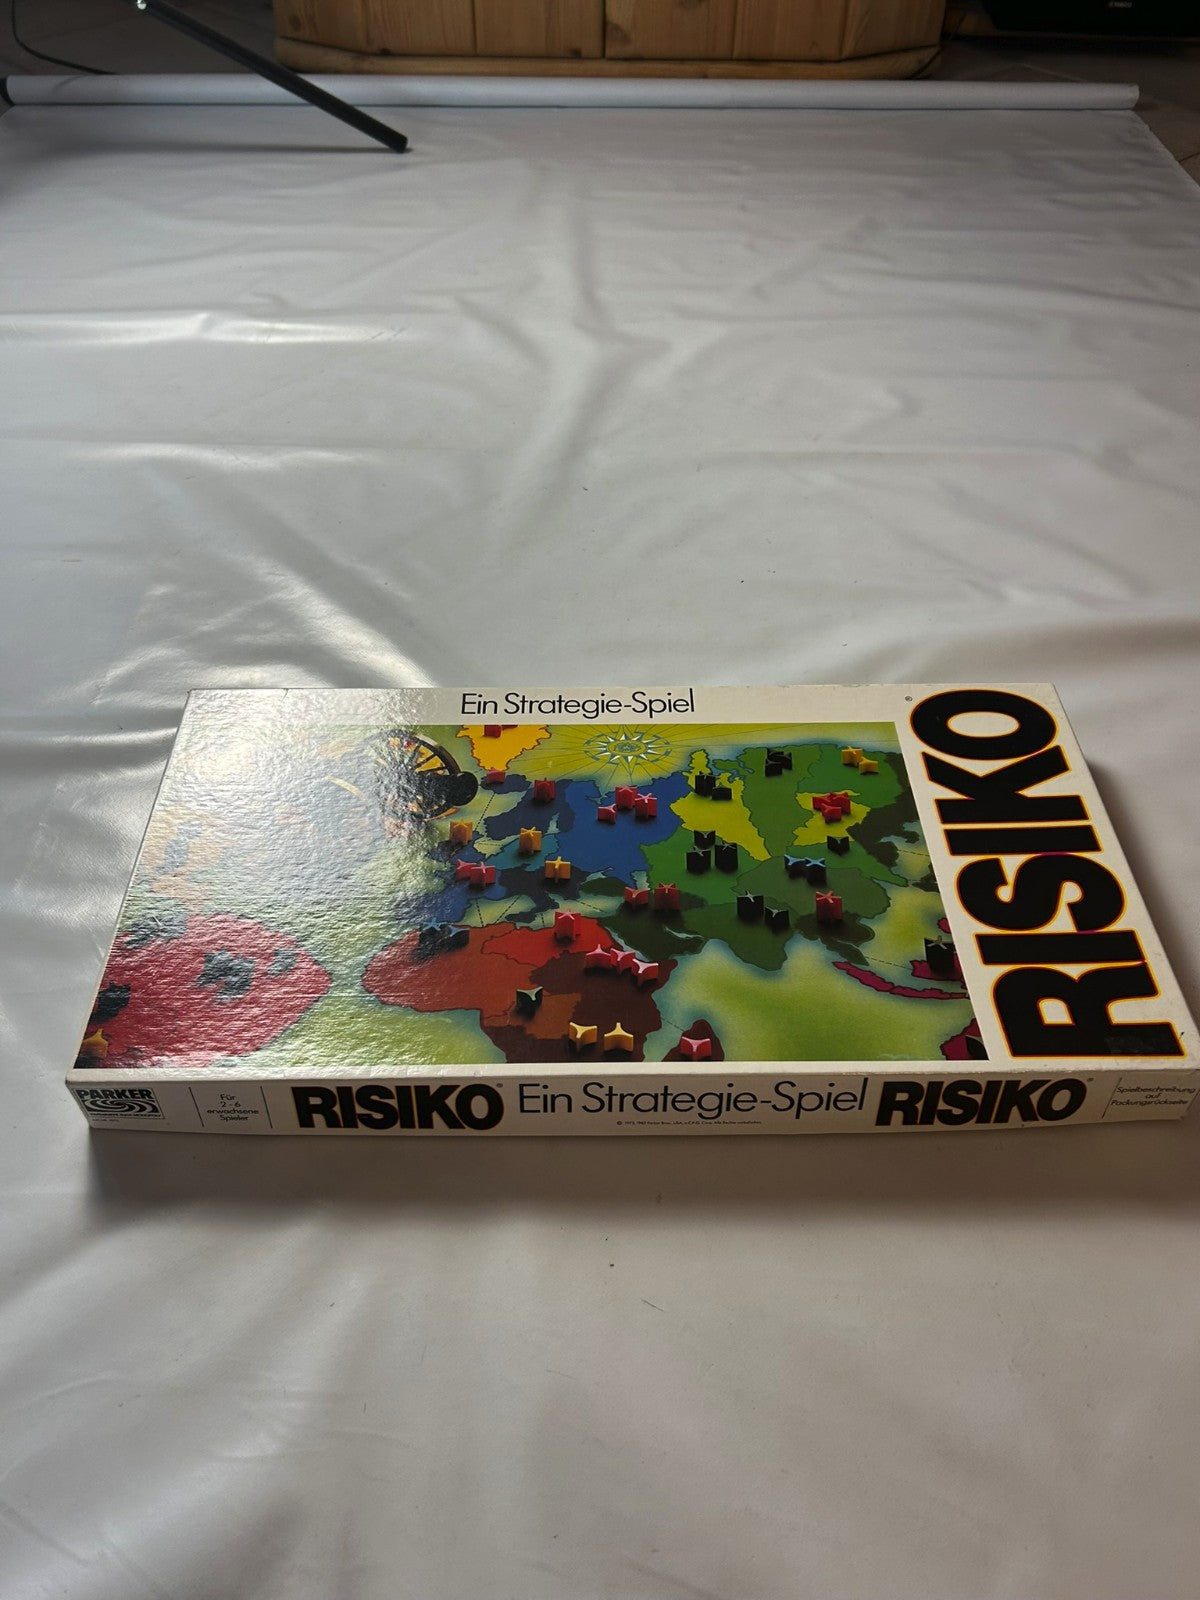 Ein Strategie-Spiel
®
RISIKO
PARKER
Für
2-6
erwachsene
Spieler
RISIKO®
Ein Strategie-Spiel
RISIKO®
Spielbeschreibung
auf
Packungsrückseite